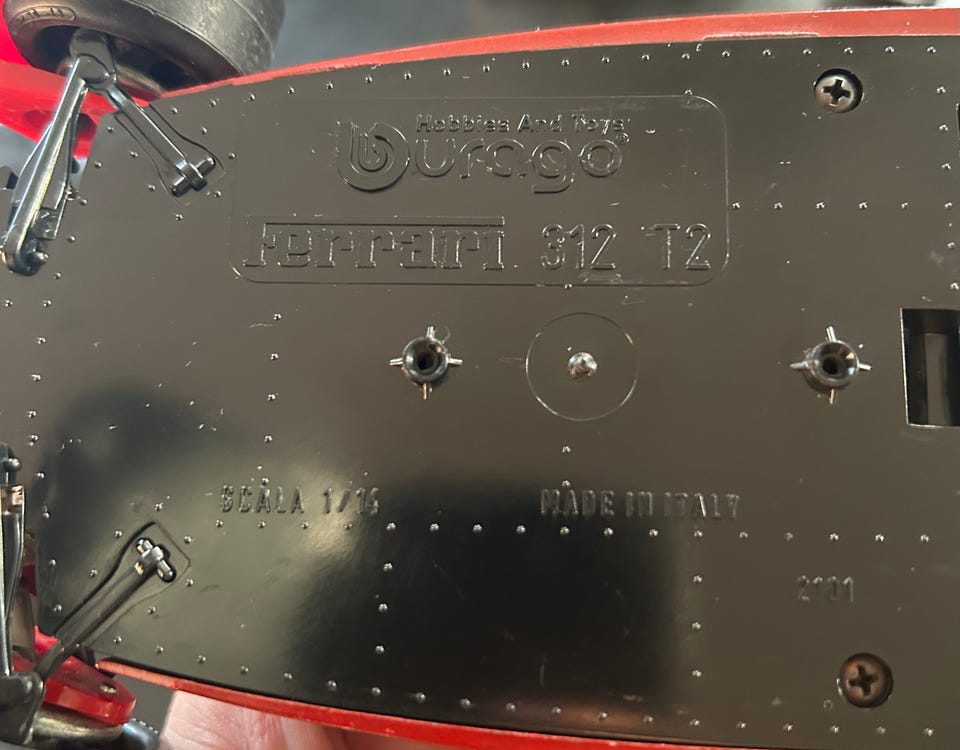 Hobbies And Toys
Burago®
Ferrari 312 T2
SCALA 1/14
MADE IN ITALY
2101